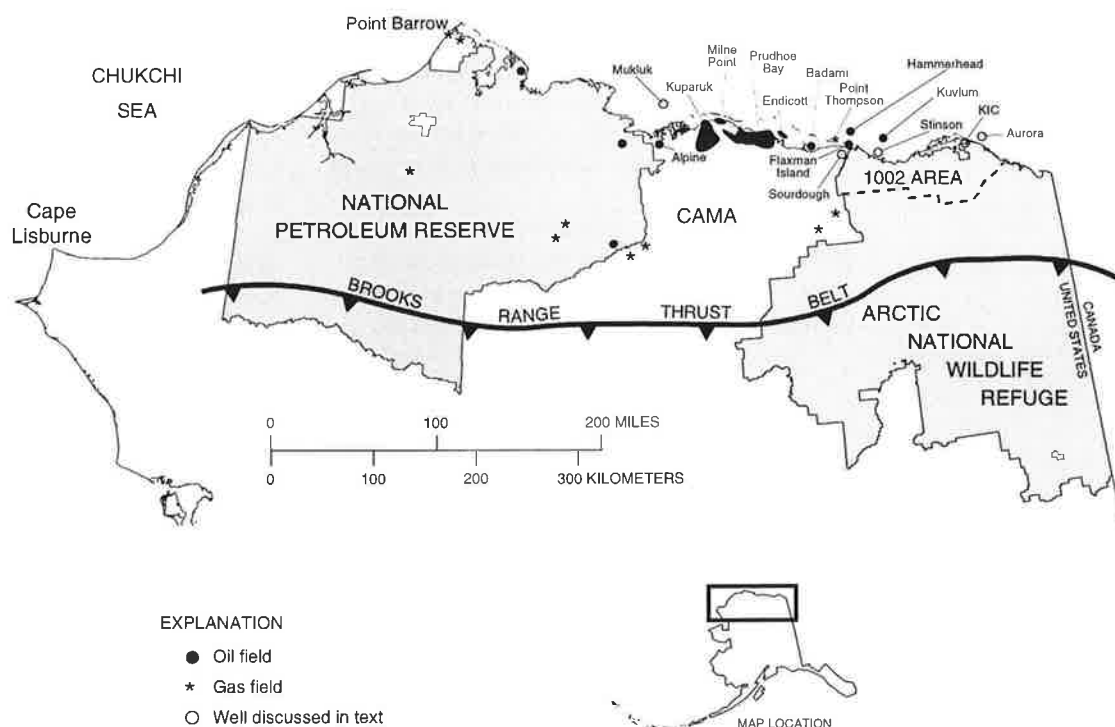 Point Barrow
CHUKCHI
SEA
Mukluk
Kuparuk
Milne
Point
Prudhoe
Bay
Endicott
Badami
Point
Thompson
Hammerhead
Kuvlum
Stinson
KIC
Aurora
Alpine
Flaxman
Island
Sourdough
1002 AREA
NATIONAL
PETROLEUM RESERVE
CAMA
Cape
Lisburne
BROOKS
RANGE
THRUST
BELT
ARCTIC
NATIONAL
WILDLIFE
REFUGE
CANADA
UNITED STATES
0 100 200 MILES
0 100 200 300 KILOMETERS
EXPLANATION
Oil field
* Gas field
Well discussed in text
MAP LOCATION